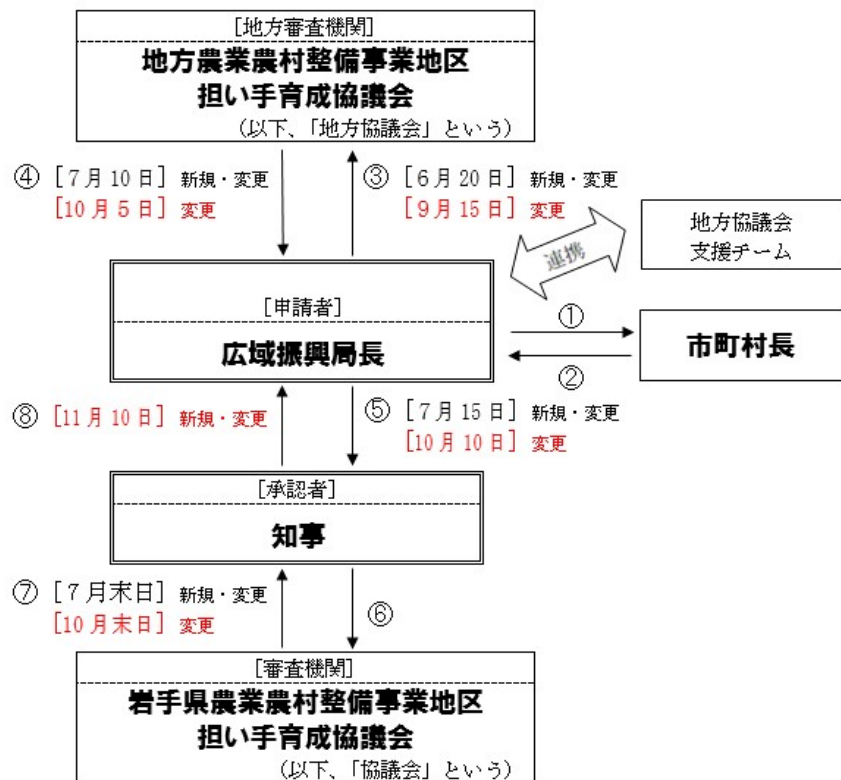 [地方審査機関]
地方農業農村整備事業地区
担い手育成協議会
(以下、「地方協議会」という)
④ [7月10日] 新規・変更
[10月5日] 変更
③ [6月20日] 新規・変更
[9月15日] 変更
連携
地方協議会
支援チーム
[申請者]
広域振興局長
①
市町村長
②
⑧ [11月10日] 新規・変更
⑤ [7月15日] 新規・変更
[10月10日] 変更
[承認者]
知事
⑦ [7月末日] 新規・変更
[10月末日] 変更
⑥
[審査機関]
岩手県農業農村整備事業地区
担い手育成協議会
(以下、「協議会」という)